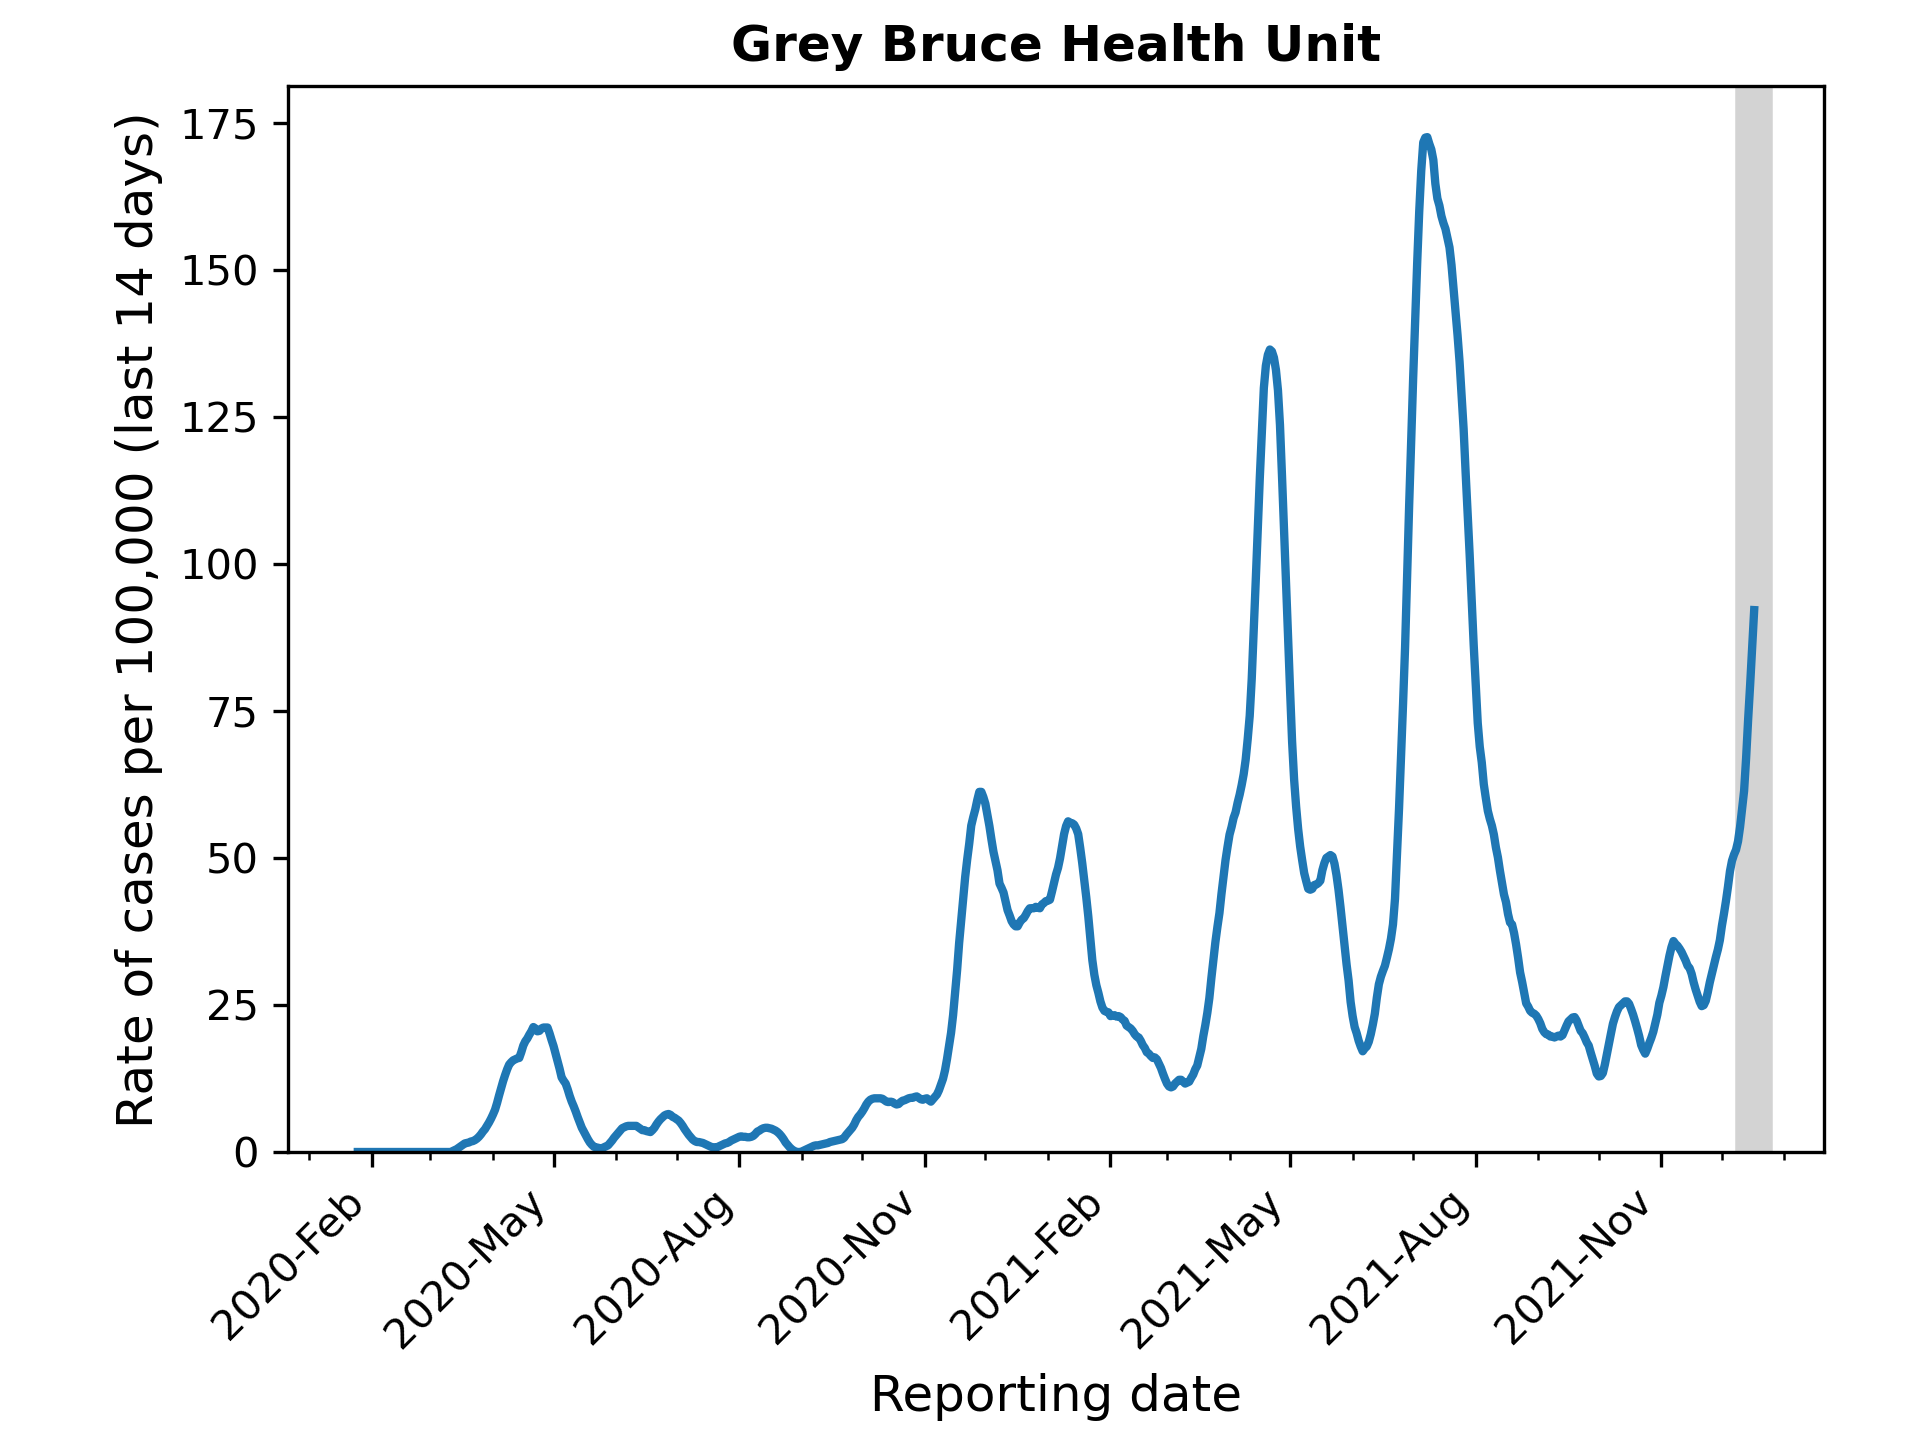 Grey Bruce Health Unit
Rate of cases per 100,000 (last 14 days)
175
150
125
100
75
50
25
0
2020-Feb
2020-May
2020-Aug
2020-Nov
2021-Feb
2021-May
2021-Aug
2021-Nov
Reporting date